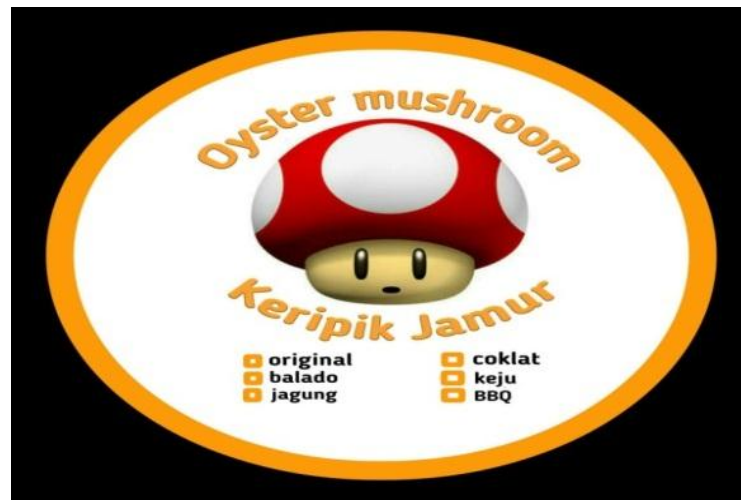 Oyster mushroom
Keripik Jamur
original
balado
jagung
coklat
keju
BBQ